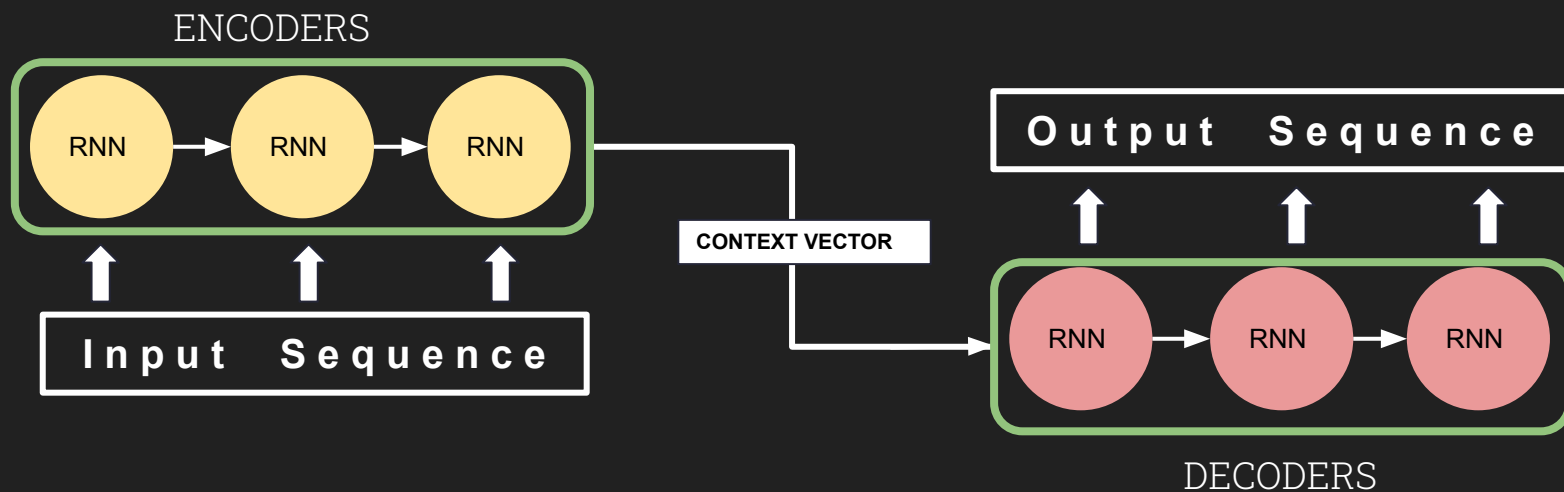 ENCODERS
RNN RNN RNN
Input Sequence
CONTEXT VECTOR
Output Sequence
RNN RNN RNN
DECODERS